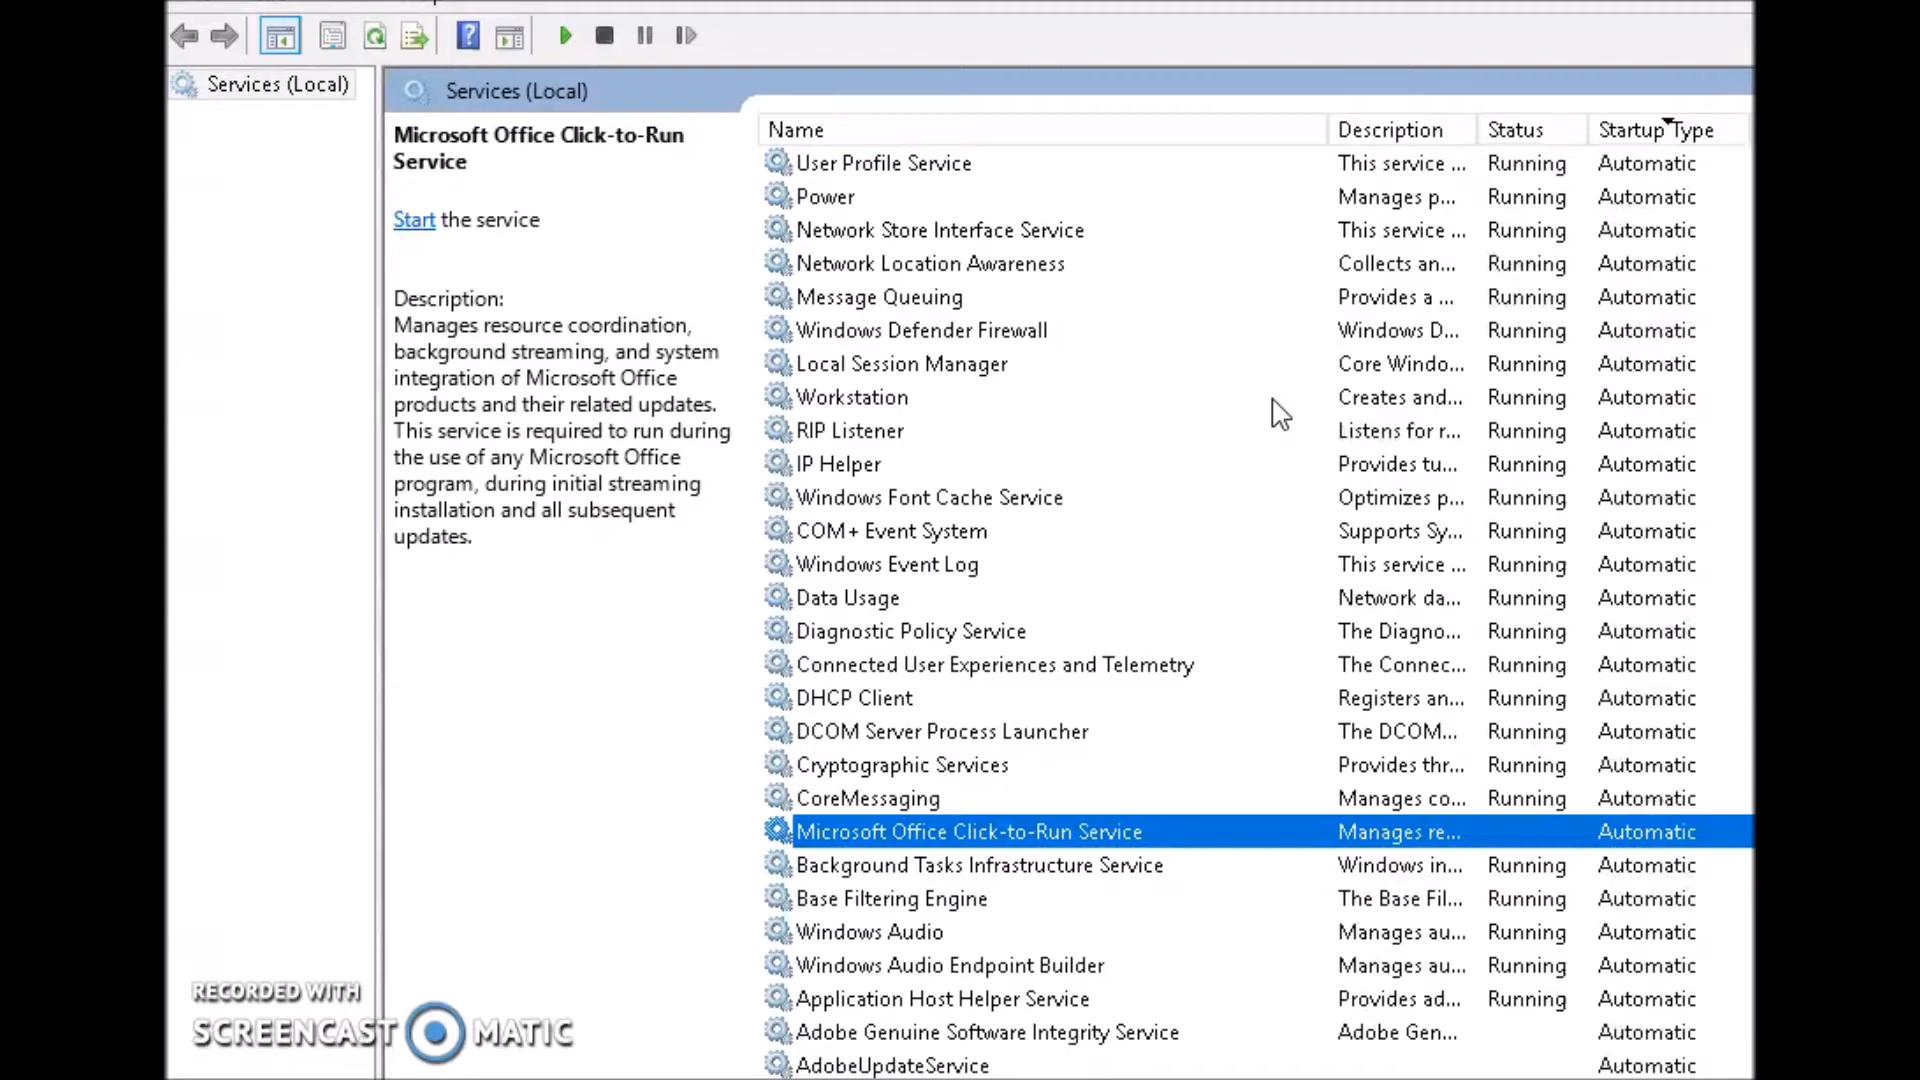 Services (Local)
Services (Local)
Microsoft Office Click-to-Run
Service
Start the service
Description:
Manages resource coordination,
background streaming, and system
integration of Microsoft Office
products and their related updates.
This service is required to run during
the use of any Microsoft Office
program, during initial streaming
installation and all subsequent
updates.
Name Description Status Startup Type
User Profile Service This service ... Running Automatic
Power Manages p... Running Automatic
Network Store Interface Service This service ... Running Automatic
Network Location Awareness Collects an... Running Automatic
Message Queuing Provides a ... Running Automatic
Windows Defender Firewall Windows D... Running Automatic
Local Session Manager Core Windo... Running Automatic
Workstation Creates and... Running Automatic
RIP Listener Listens for r... Running Automatic
IP Helper Provides tu... Running Automatic
Windows Font Cache Service Optimizes p... Running Automatic
COM+ Event System Supports Sy... Running Automatic
Windows Event Log This service ... Running Automatic
Data Usage Network da... Running Automatic
Diagnostic Policy Service The Diagno... Running Automatic
Connected User Experiences and Telemetry The Connec... Running Automatic
DHCP Client Registers an... Running Automatic
DCOM Server Process Launcher The DCOM... Running Automatic
Cryptographic Services Provides thr... Running Automatic
CoreMessaging Manages co... Running Automatic
Microsoft Office Click-to-Run Service Manages re... Automatic
Background Tasks Infrastructure Service Windows in... Running Automatic
Base Filtering Engine The Base Fil... Running Automatic
Windows Audio Manages au... Running Automatic
Windows Audio Endpoint Builder Manages au... Running Automatic
Application Host Helper Service Provides ad... Running Automatic
Adobe Genuine Software Integrity Service Adobe Gen... Automatic
AdobeUpdateService Automatic
RECORDED WITH
SCREENCAST MATIC